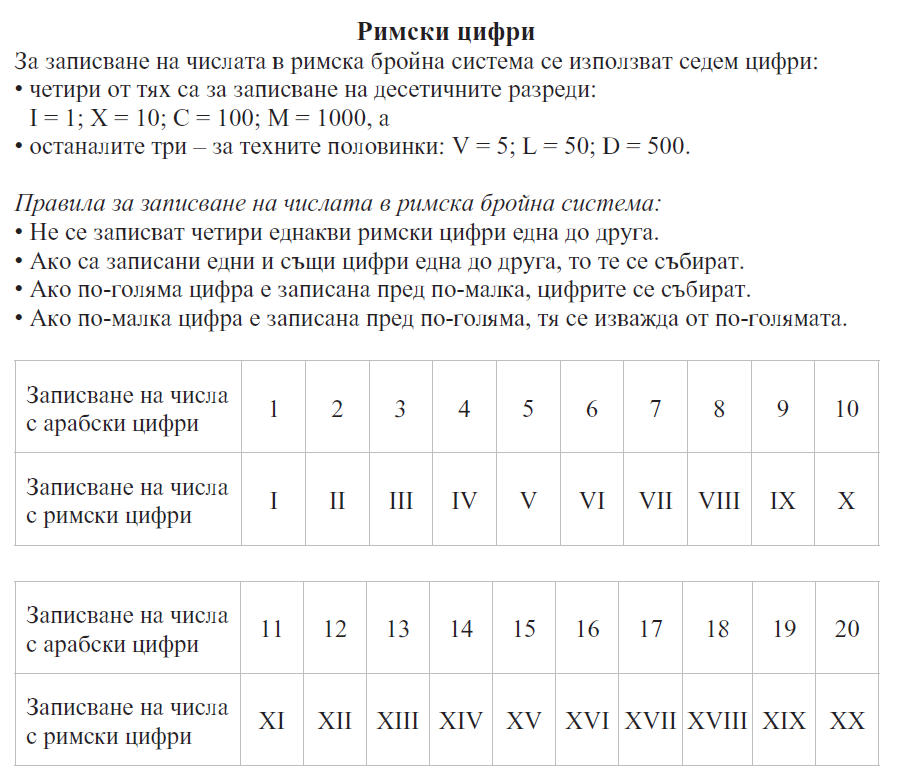 Римски цифри
За записване на числата в римска бройна система се използват седем цифри:
• четири от тях са за записване на десетичните разреди:
I = 1; X = 10; C = 100; M = 1000, а
• останалите три – за техните половинки: V = 5; L = 50; D = 500.
Правила за записване на числата в римска бройна система:
• Не се записват четири еднакви римски цифри една до друга.
• Ако са записани едни и същи цифри една до друга, то те се събират.
• Ако по-голяма цифра е записана пред по-малка, цифрите се събират.
• Ако по-малка цифра е записана пред по-голяма, тя се изважда от по-голямата.
Записване на числа
с арабски цифри
1 2 3 4 5 6 7 8 9 10
Записване на числа
с римски цифри
I II III IV V VI VII VIII IX X
Записване на числа
с арабски цифри
11 12 13 14 15 16 17 18 19 20
Записване на числа
с римски цифри
XI XII XIII XIV XV XVI XVII XVIII XIX XX